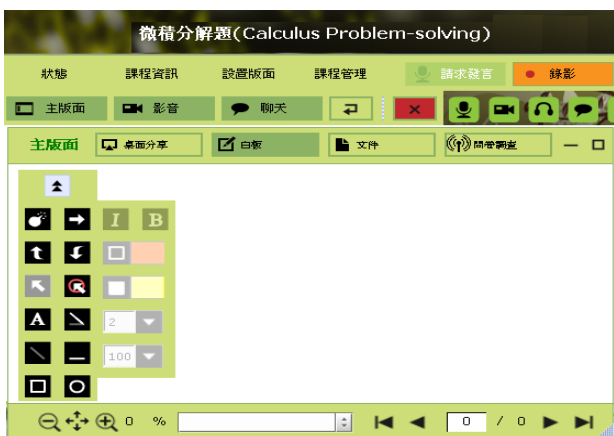 微積分解題(Calculus Problem-solving)
狀態 課程資訊 設置版面 課程管理 請求發言 錄影
主版面 影音 聊天
主版面 桌面分享 白板 文件 問卷調查
I B
A 2
100
0 % 0 / 0